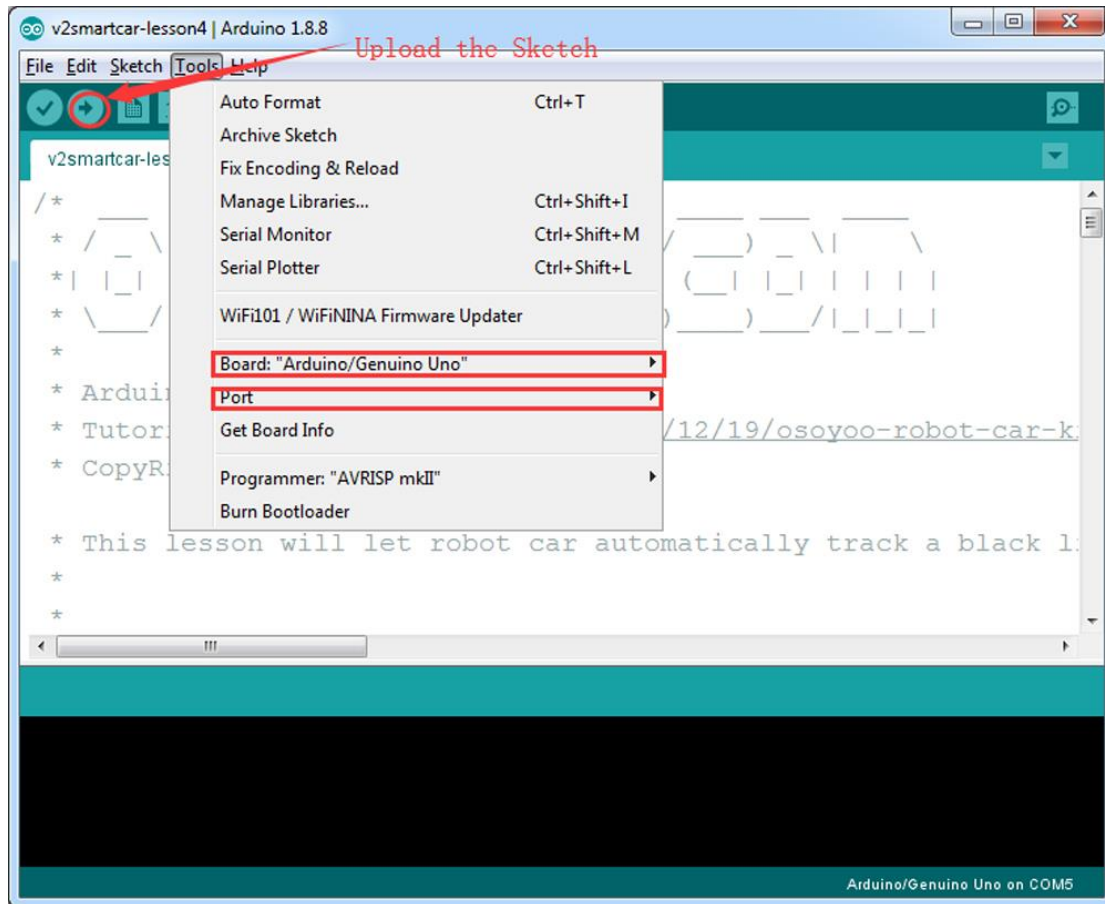 v2smartcar-lesson4 | Arduino 1.8.8
Upload the Sketch
File Edit Sketch Tools Help
Auto Format Ctrl+T
Archive Sketch
v2smartcar-les
Fix Encoding & Reload
Manage Libraries... Ctrl+Shift+I
Serial Monitor Ctrl+Shift+M
Serial Plotter Ctrl+Shift+L
WiFi101 / WiFiNINA Firmware Updater
Board: "Arduino/Genuino Uno"
* Ardui
Port
* Tutor /12/19/osoyoo-robot-car-k
Get Board Info
* CopyR
Programmer: "AVRISP mkII"
Burn Bootloader
* This lesson will let robot car automatically track a black l
*
*
Arduino/Genuino Uno on COM5